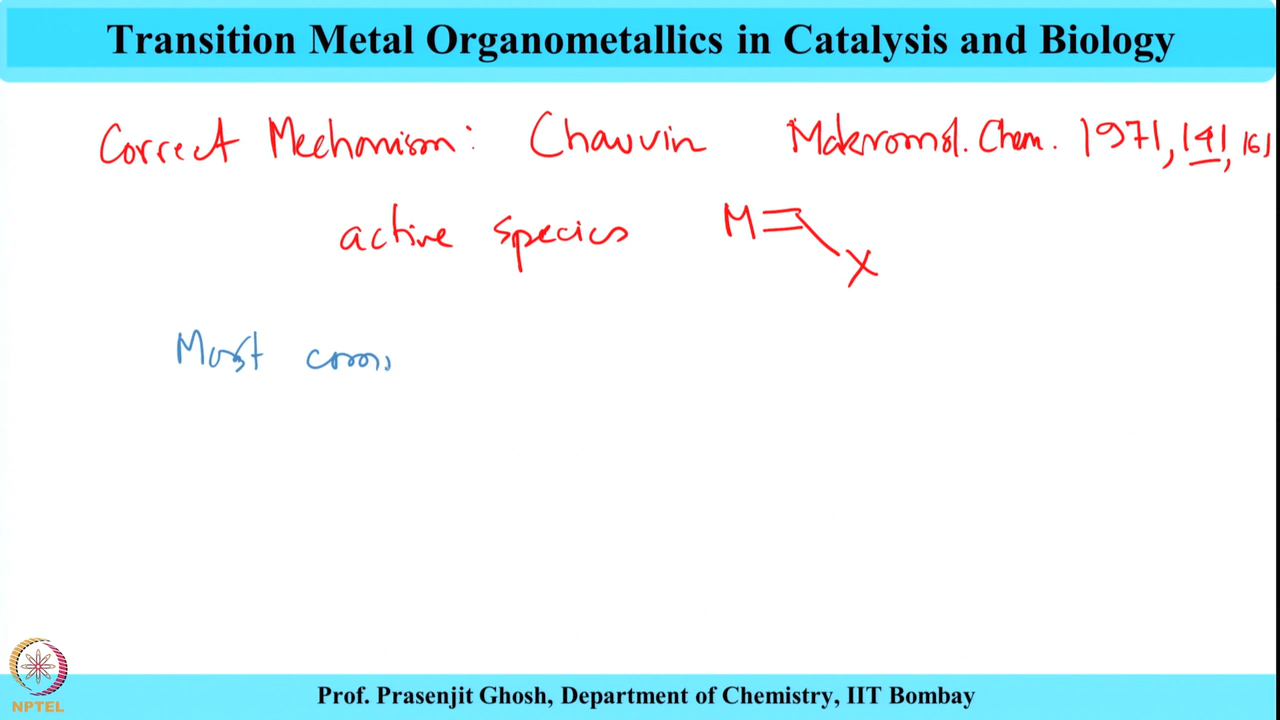 Transition Metal Organometallics in Catalysis and Biology
Correct Mechanism: Chauvin Makromol. Chem. 1971, 141, 161
active species M X
Most comm
Prof. Prasenjit Ghosh, Department of Chemistry, IIT Bombay
NPTEL